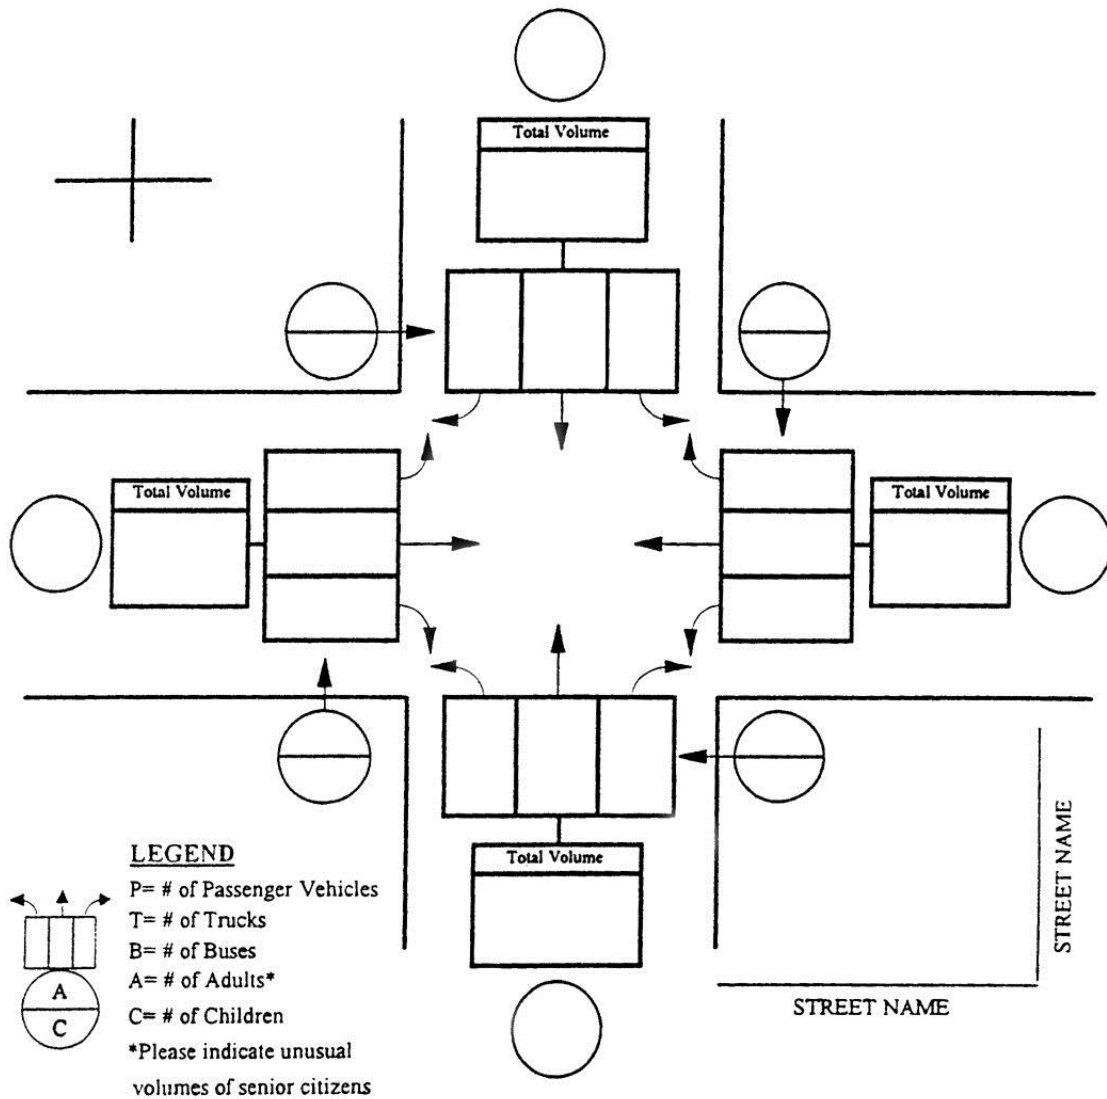 Total Volume
Total Volume
Total Volume
Total Volume
LEGEND
P= # of Passenger Vehicles
T= # of Trucks
B= # of Buses
A= # of Adults*
C= # of Children
*Please indicate unusual
volumes of senior citizens
A
C
STREET NAME
STREET NAME